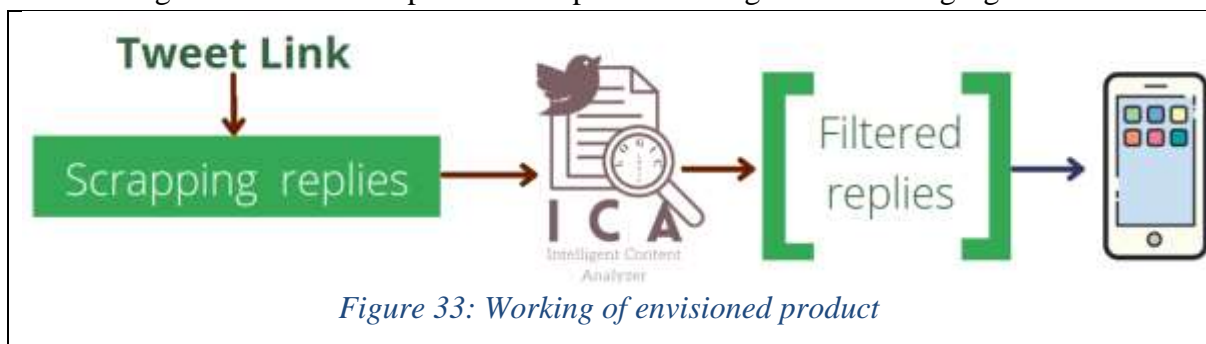 Tweet Link
Scrapping replies
Filtered
replies
I C A
Intelligent Content
Analyzer
Figure 33: Working of envisioned product